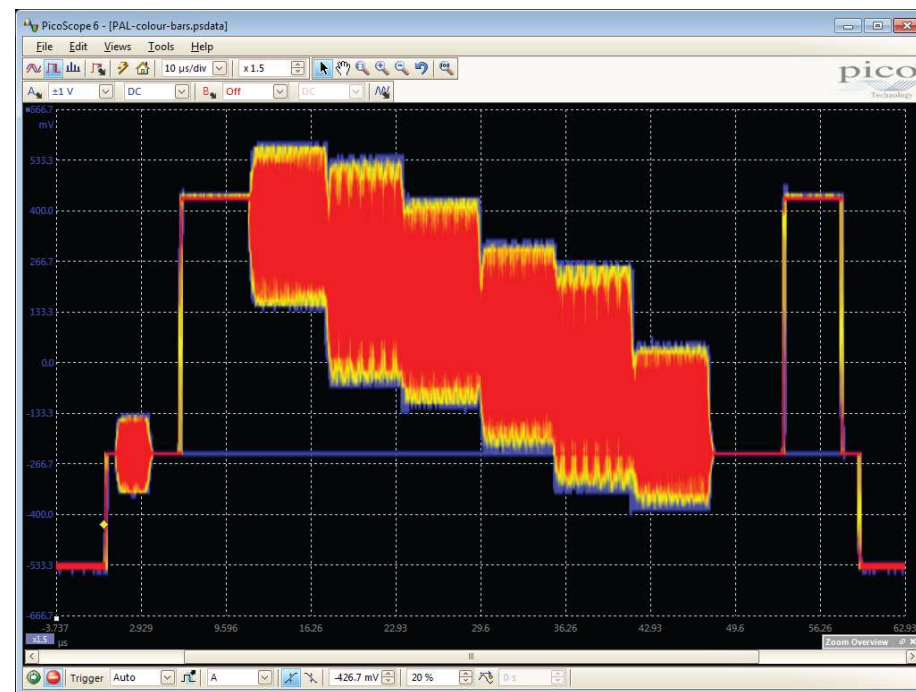 PicoScope 6 - [PAL-colour-bars.psdata]
File Edit Views Tools Help
10 µs/div x 1.5
pico
Technology
A ±1 V DC B Off DC
666.7
mV
533.3
400.0
266.7
133.3
0.0
-133.3
-266.7
-400.0
-533.3
-666.7
-3.737 2.929 9.596 16.26 22.93 29.6 36.26 42.93 49.6 56.26 62.93
x1.5 µs Zoom Overview
Trigger Auto A -426.7 mV 20 % 0 s